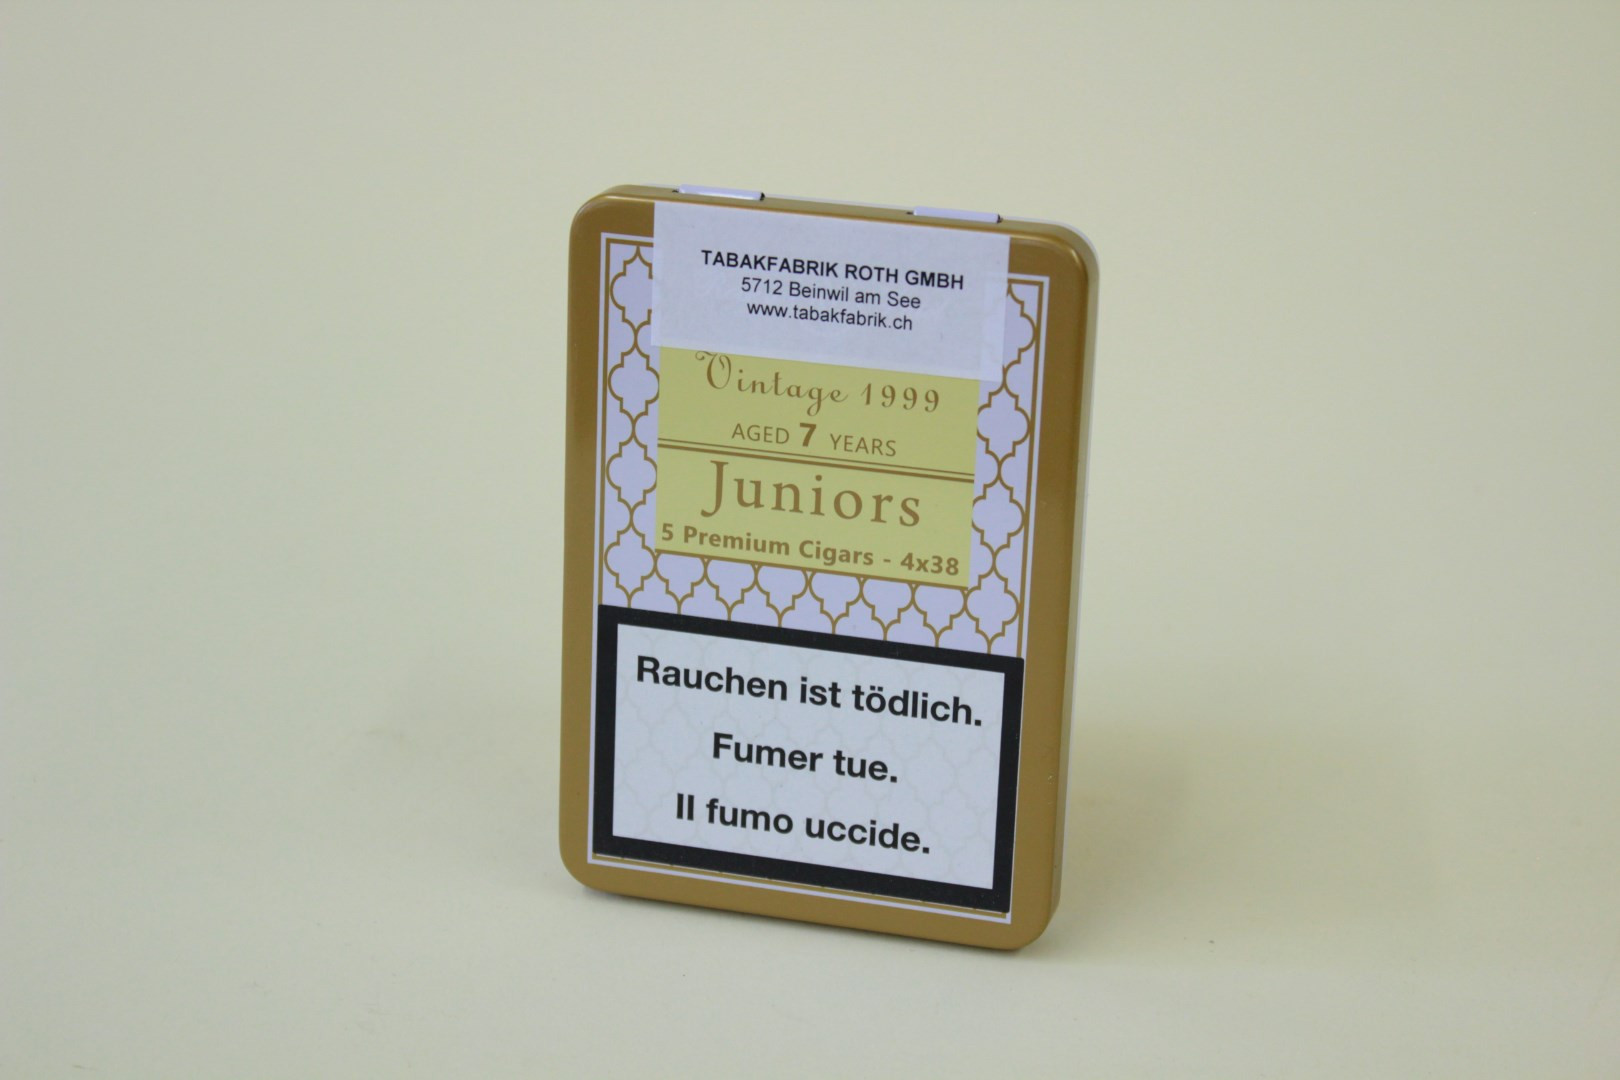 TABAKFABRIK ROTH GMBH
5712 Beinwil am See
www.tabakfabrik.ch
Vintage 1999
AGED 7 YEARS
Juniors
5 Premium Cigars - 4x38
Rauchen ist tödlich.
Fumer tue.
Il fumo uccide.